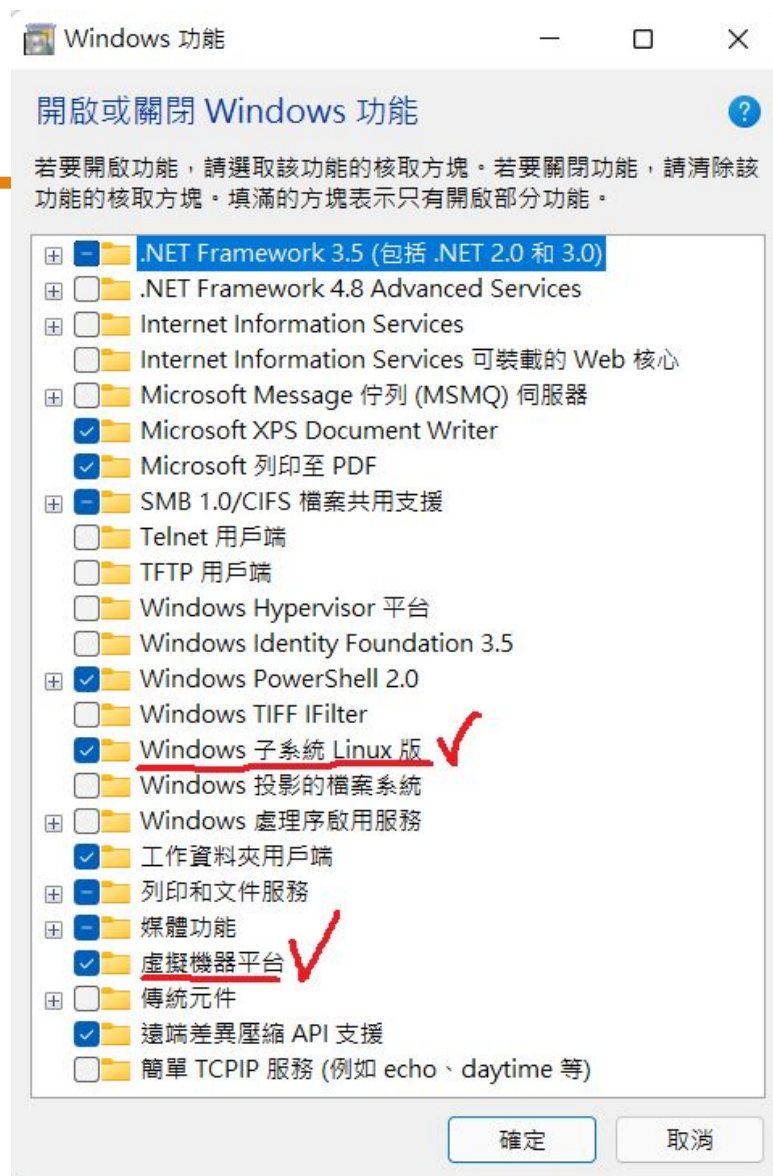 Windows 功能
開啟或關閉 Windows 功能
若要開啟功能，請選取該功能的核取方塊。若要關閉功能，請清除該
功能的核取方塊。填滿的方塊表示只有開啟部分功能。
.NET Framework 3.5 (包括 .NET 2.0 和 3.0)
.NET Framework 4.8 Advanced Services
Internet Information Services
Internet Information Services 可裝載的 Web 核心
Microsoft Message 佇列 (MSMQ) 伺服器
Microsoft XPS Document Writer
Microsoft 列印至 PDF
SMB 1.0/CIFS 檔案共用支援
Telnet 用戶端
TFTP 用戶端
Windows Hypervisor 平台
Windows Identity Foundation 3.5
Windows PowerShell 2.0
Windows TIFF IFilter
Windows 子系統 Linux 版
Windows 投影的檔案系統
Windows 處理序啟用服務
工作資料夾用戶端
列印和文件服務
媒體功能
虛擬機器平台
傳統元件
遠端差異壓縮 API 支援
簡單 TCPIP 服務 (例如 echo、daytime 等)
確定
取消